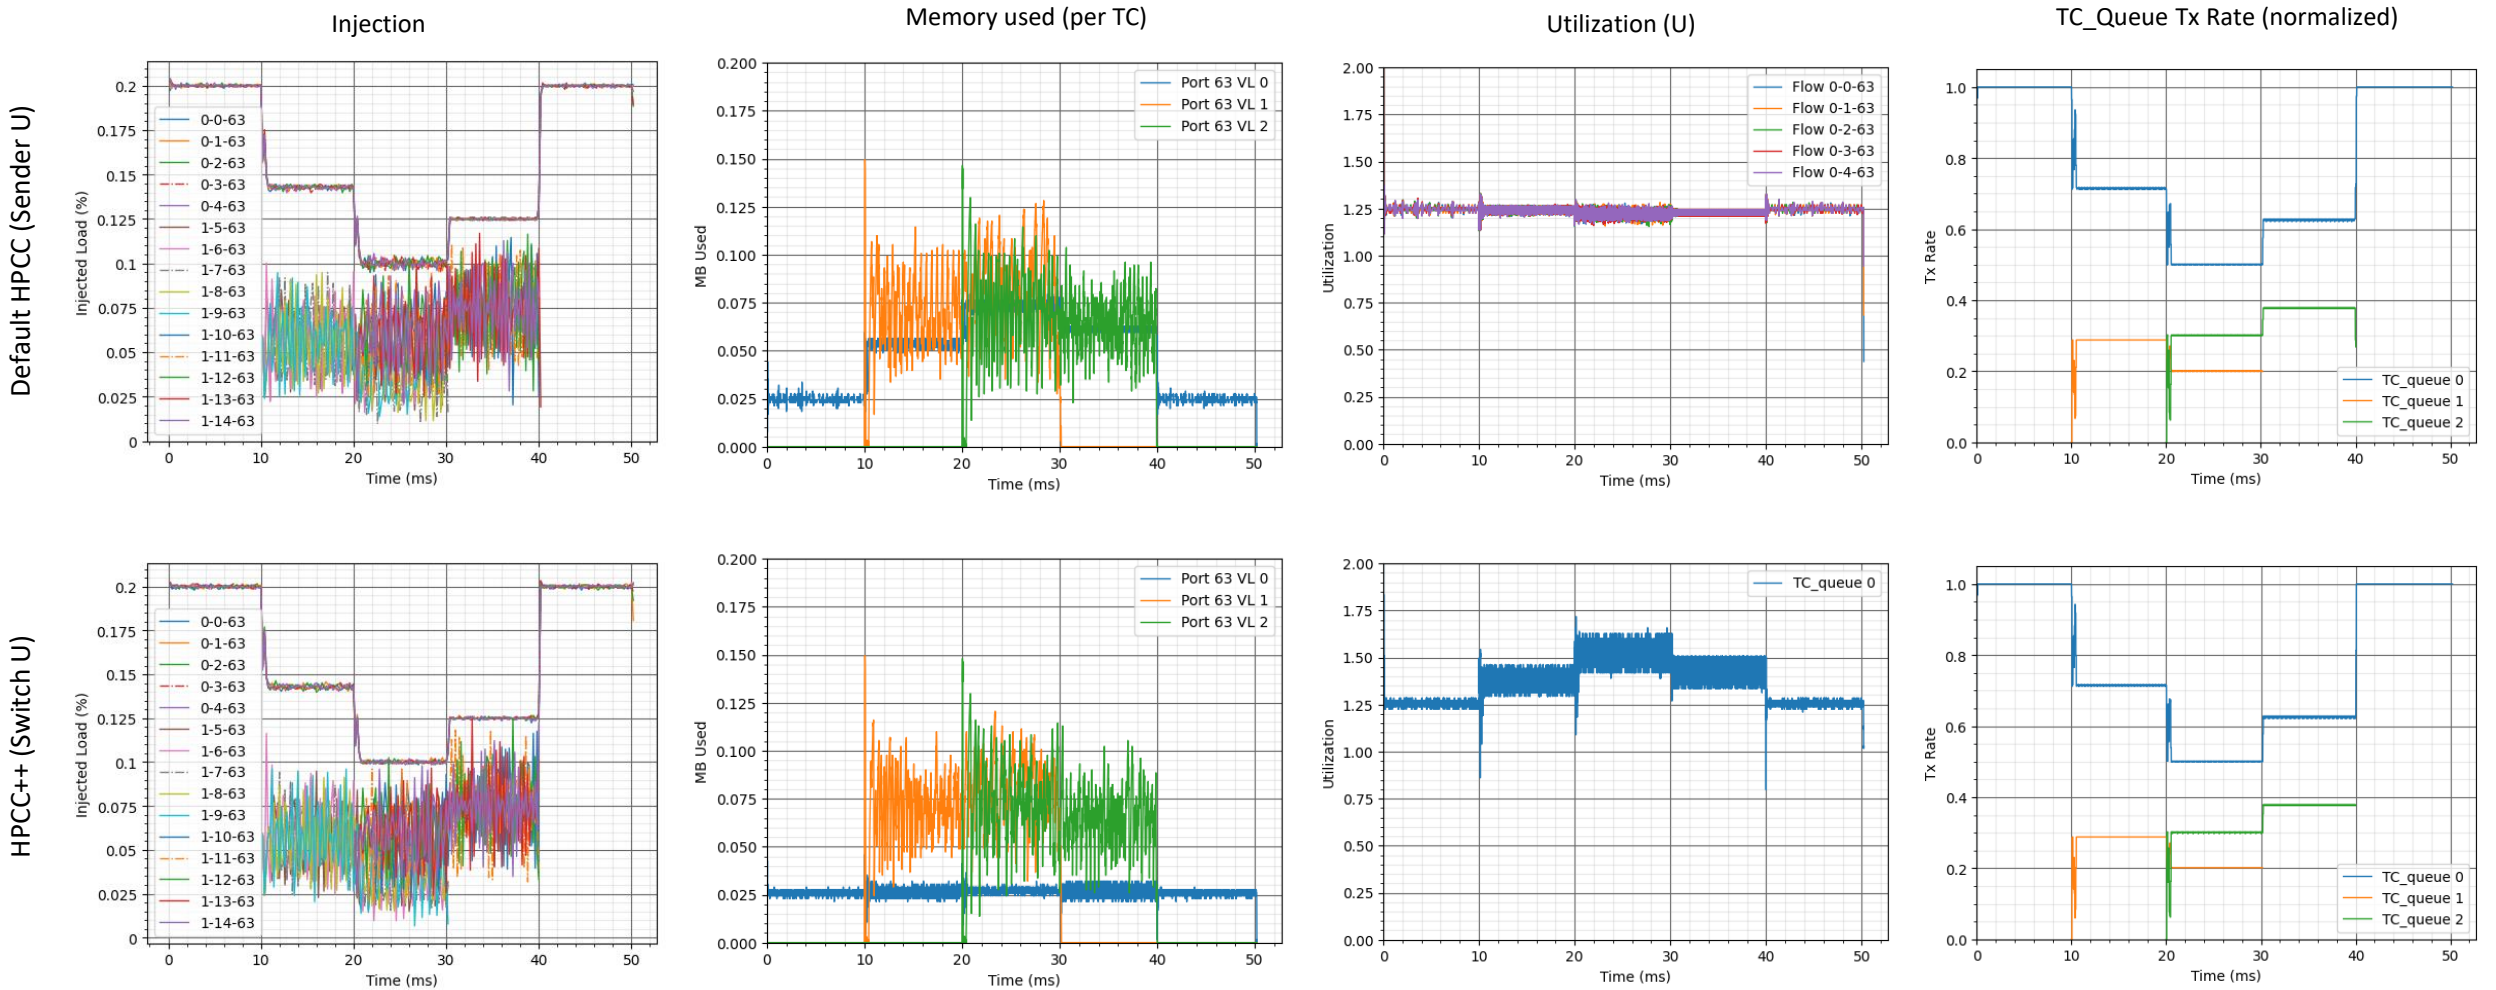 Injection
Memory used (per TC)
Utilization (U)
TC_Queue Tx Rate (normalized)
Default HPCC (Sender U)
Injected Load (%)
0.2
0.175
0.15
0.125
0.1
0.075
0.05
0.025
0
0-0-63
0-1-63
0-2-63
0-3-63
0-4-63
1-5-63
1-6-63
1-7-63
1-8-63
1-9-63
1-10-63
1-11-63
1-12-63
1-13-63
1-14-63
0 10 20 30 40 50
Time (ms)
MB Used
0.200
0.175
0.150
0.125
0.100
0.075
0.050
0.025
0.000
Port 63 VL 0
Port 63 VL 1
Port 63 VL 2
0 10 20 30 40 50
Time (ms)
Utilization
2.00
1.75
1.50
1.25
1.00
0.75
0.50
0.25
0.00
Flow 0-0-63
Flow 0-1-63
Flow 0-2-63
Flow 0-3-63
Flow 0-4-63
0 10 20 30 40 50
Time (ms)
Tx Rate
1.0
0.8
0.6
0.4
0.2
0.0
TC_queue 0
TC_queue 1
TC_queue 2
0 10 20 30 40 50
Time (ms)
HPCC++ (Switch U)
Injected Load (%)
0.2
0.175
0.15
0.125
0.1
0.075
0.05
0.025
0
0-0-63
0-1-63
0-2-63
0-3-63
0-4-63
1-5-63
1-6-63
1-7-63
1-8-63
1-9-63
1-10-63
1-11-63
1-12-63
1-13-63
1-14-63
0 10 20 30 40 50
Time (ms)
MB Used
0.200
0.175
0.150
0.125
0.100
0.075
0.050
0.025
0.000
Port 63 VL 0
Port 63 VL 1
Port 63 VL 2
0 10 20 30 40 50
Time (ms)
Utilization
2.00
1.75
1.50
1.25
1.00
0.75
0.50
0.25
0.00
TC_queue 0
0 10 20 30 40 50
Time (ms)
Tx Rate
1.0
0.8
0.6
0.4
0.2
0.0
TC_queue 0
TC_queue 1
TC_queue 2
0 10 20 30 40 50
Time (ms)